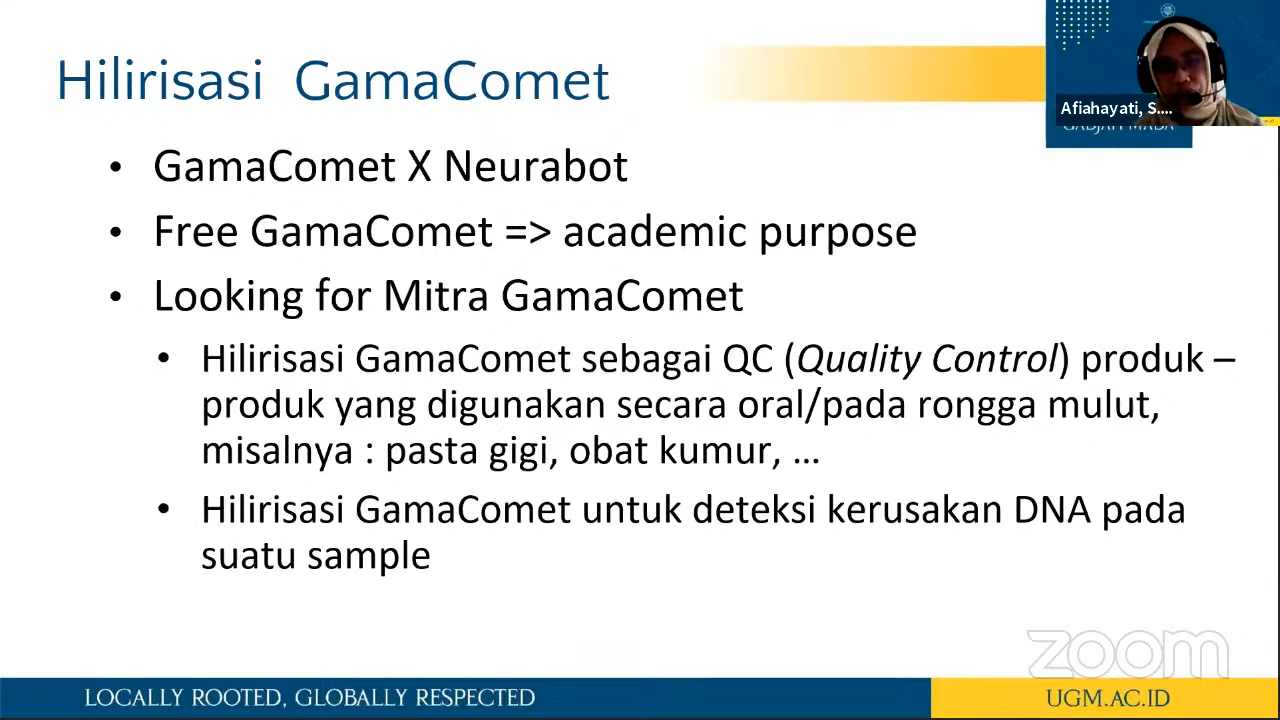 Hilirisasi GamaComet
Afiahayati, S....
GADJAH MADA
• GamaComet X Neurabot
• Free GamaComet => academic purpose
• Looking for Mitra GamaComet
• Hilirisasi GamaComet sebagai QC (Quality Control) produk –
produk yang digunakan secara oral/pada rongga mulut,
misalnya : pasta gigi, obat kumur, ...
• Hilirisasi GamaComet untuk deteksi kerusakan DNA pada
suatu sample
zoom
LOCALLY ROOTED, GLOBALLY RESPECTED
UGM.AC.ID